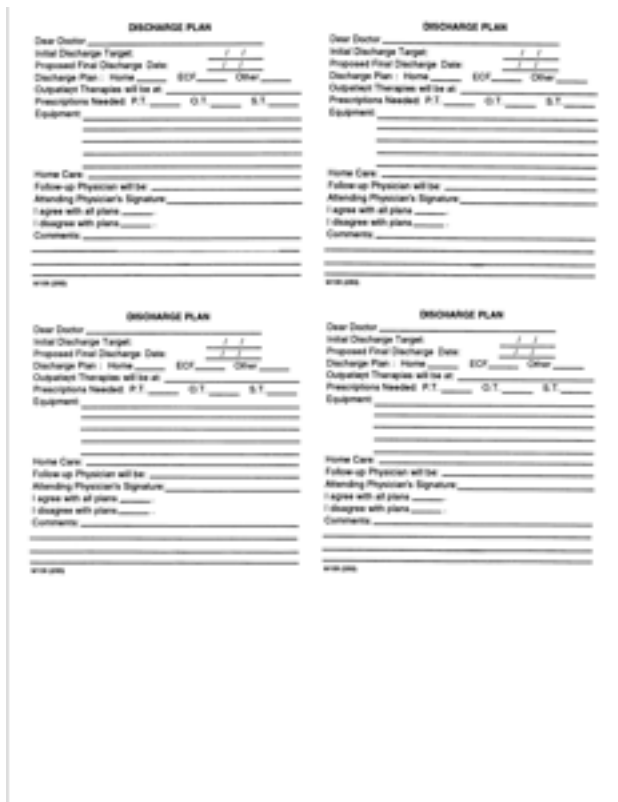 DISCHARGE PLAN
Dear Doctor:
Initial Discharge Target: / /
Proposed Final Discharge Date: / /
Discharge Plan : Home ECF Other
Outpatient Therapies will be at:
Prescriptions Needed: P.T. O.T. S.T.
Equipment:
Home Care:
Follow-up Physician will be:
Attending Physician's Signature:
I agree with all plans .
I disagree with plans .
Comments:
DISCHARGE PLAN
Dear Doctor:
Initial Discharge Target: / /
Proposed Final Discharge Date: / /
Discharge Plan : Home ECF Other
Outpatient Therapies will be at:
Prescriptions Needed: P.T. O.T. S.T.
Equipment:
Home Care:
Follow-up Physician will be:
Attending Physician's Signature:
I agree with all plans .
I disagree with plans .
Comments:
DISCHARGE PLAN
Dear Doctor:
Initial Discharge Target: / /
Proposed Final Discharge Date: / /
Discharge Plan : Home ECF Other
Outpatient Therapies will be at:
Prescriptions Needed: P.T. O.T. S.T.
Equipment:
Home Care:
Follow-up Physician will be:
Attending Physician's Signature:
I agree with all plans .
I disagree with plans .
Comments:
DISCHARGE PLAN
Dear Doctor:
Initial Discharge Target: / /
Proposed Final Discharge Date: / /
Discharge Plan : Home ECF Other
Outpatient Therapies will be at:
Prescriptions Needed: P.T. O.T. S.T.
Equipment:
Home Care:
Follow-up Physician will be:
Attending Physician's Signature:
I agree with all plans .
I disagree with plans .
Comments: